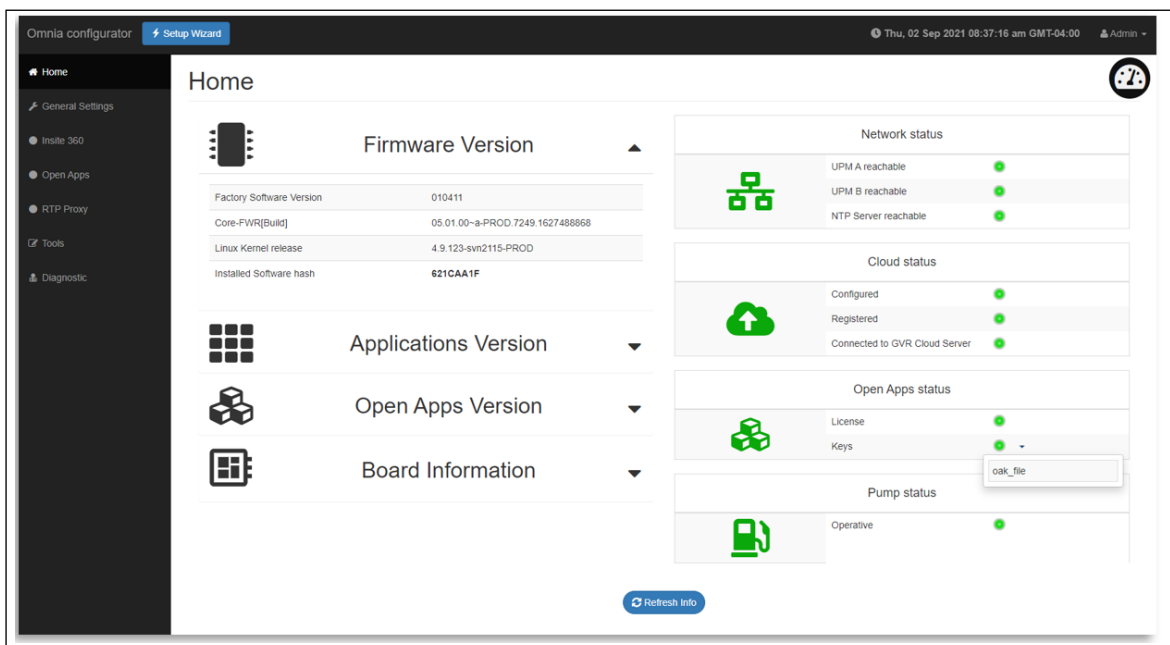 Omnia configurator
Setup Wizard
Thu, 02 Sep 2021 08:37:16 am GMT-04:00
Admin
Home
General Settings
Insite 360
Open Apps
RTP Proxy
Tools
Diagnostic
Home
Firmware Version
Factory Software Version 010411
Core-FWR[Build] 05.01.00~a-PROD.7249.1627488868
Linux Kernel release 4.9.123-svn2115-PROD
Installed Software hash 621CAA1F
Applications Version
Open Apps Version
Board Information
Network status
UPM A reachable
UPM B reachable
NTP Server reachable
Cloud status
Configured
Registered
Connected to GVR Cloud Server
Open Apps status
License
Keys
oak_file
Pump status
Operative
Refresh Info